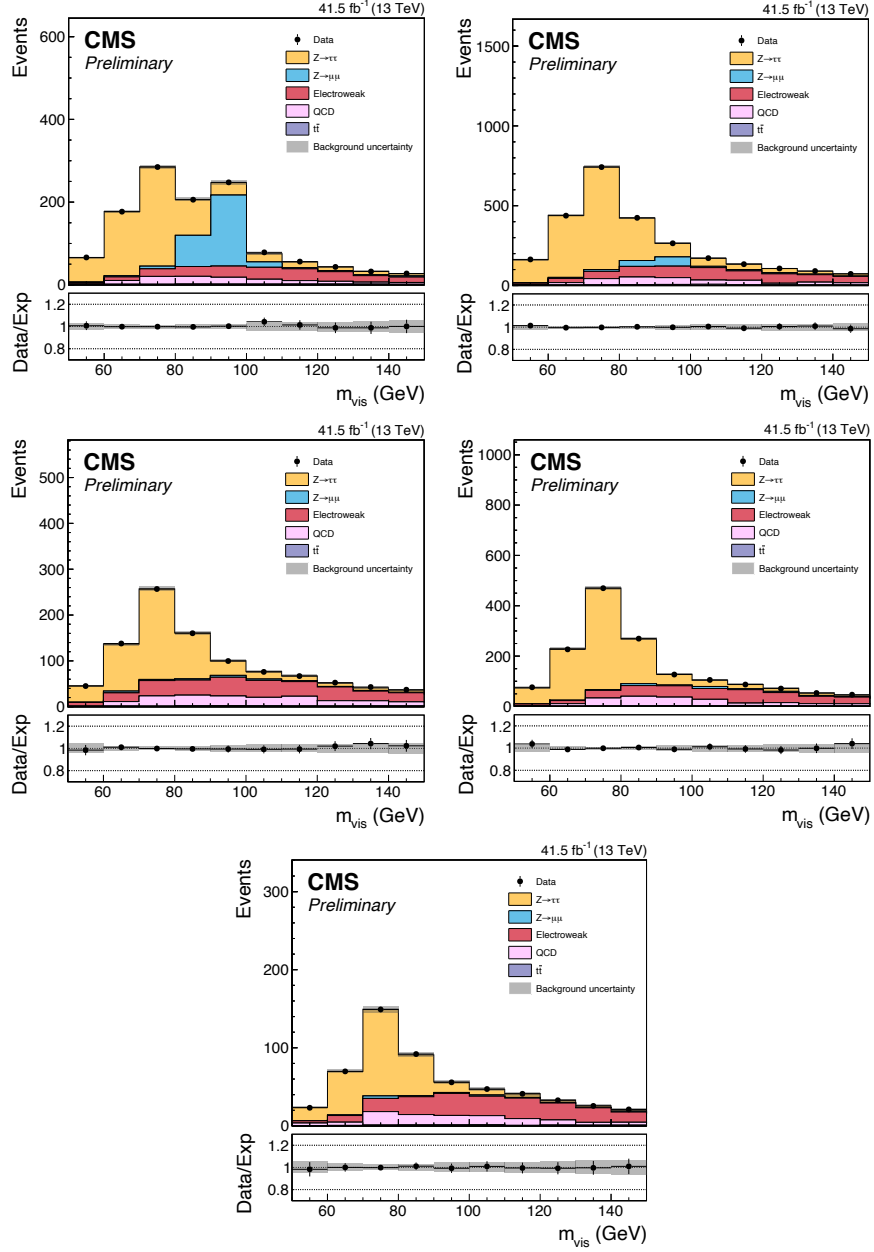 41.5 fb⁻¹ (13 TeV)
Events
600
400
200
0
CMS
Preliminary
Data
Z→ττ
Z→μμ
Electroweak
QCD
tt̄
Background uncertainty
Data/Exp
1.2
1
0.8
60 80 100 120 140
m_vis (GeV)
41.5 fb⁻¹ (13 TeV)
Events
1500
1000
500
0
CMS
Preliminary
Data
Z→ττ
Z→μμ
Electroweak
QCD
tt̄
Background uncertainty
Data/Exp
1.2
1
0.8
60 80 100 120 140
m_vis (GeV)
41.5 fb⁻¹ (13 TeV)
Events
500
400
300
200
100
0
CMS
Preliminary
Data
Z→ττ
Z→μμ
Electroweak
QCD
tt̄
Background uncertainty
Data/Exp
1.2
1
0.8
60 80 100 120 140
m_vis (GeV)
41.5 fb⁻¹ (13 TeV)
Events
1000
800
600
400
200
0
CMS
Preliminary
Data
Z→ττ
Z→μμ
Electroweak
QCD
tt̄
Background uncertainty
Data/Exp
1.2
1
0.8
60 80 100 120 140
m_vis (GeV)
41.5 fb⁻¹ (13 TeV)
Events
300
200
100
0
CMS
Preliminary
Data
Z→ττ
Z→μμ
Electroweak
QCD
tt̄
Background uncertainty
Data/Exp
1.2
1
0.8
60 80 100 120 140
m_vis (GeV)